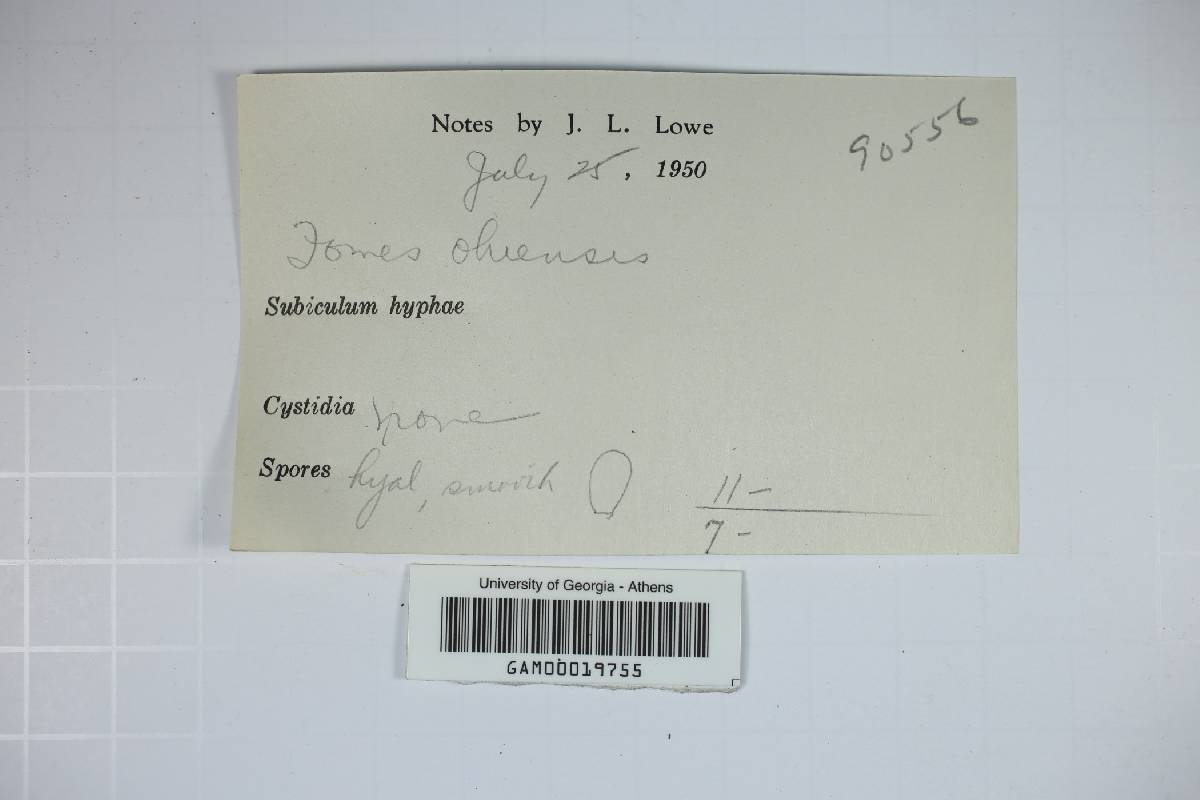 Notes by J. L. Lowe
90556
July 25, 1950
Fomes ohiensis
Subiculum hyphae
Cystidia none
Spores hyal, smooth 11-
7-
University of Georgia - Athens
GAM00019755